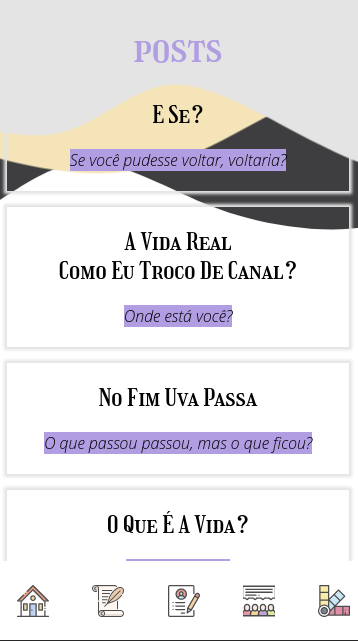 POSTS
E Se?
Se você pudesse voltar, voltaria?
A Vida Real
Como Eu Troco De Canal?
Onde está você?
No Fim Uva Passa
O que passou passou, mas o que ficou?
O Que É A Vida?